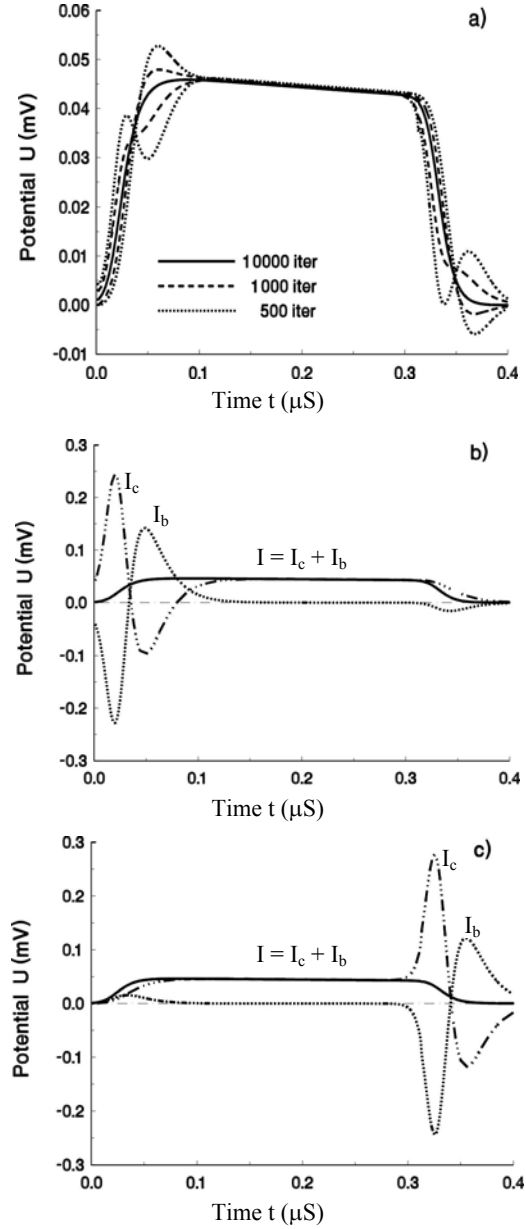 a)
Potential U (mV)
0.06
0.05
0.04
0.03
0.02
0.01
0.00
-0.01
10000 iter
1000 iter
500 iter
0.0 0.1 0.2 0.3 0.4
Time t (µS)
b)
Potential U (mV)
0.3
0.2
0.1
0.0
-0.1
-0.2
-0.3
Ic
Ib
I = Ic + Ib
0.0 0.1 0.2 0.3 0.4
Time t (µS)
c)
Potential U (mV)
0.3
0.2
0.1
0.0
-0.1
-0.2
-0.3
Ic
Ib
I = Ic + Ib
0.0 0.1 0.2 0.3 0.4
Time t (µS)